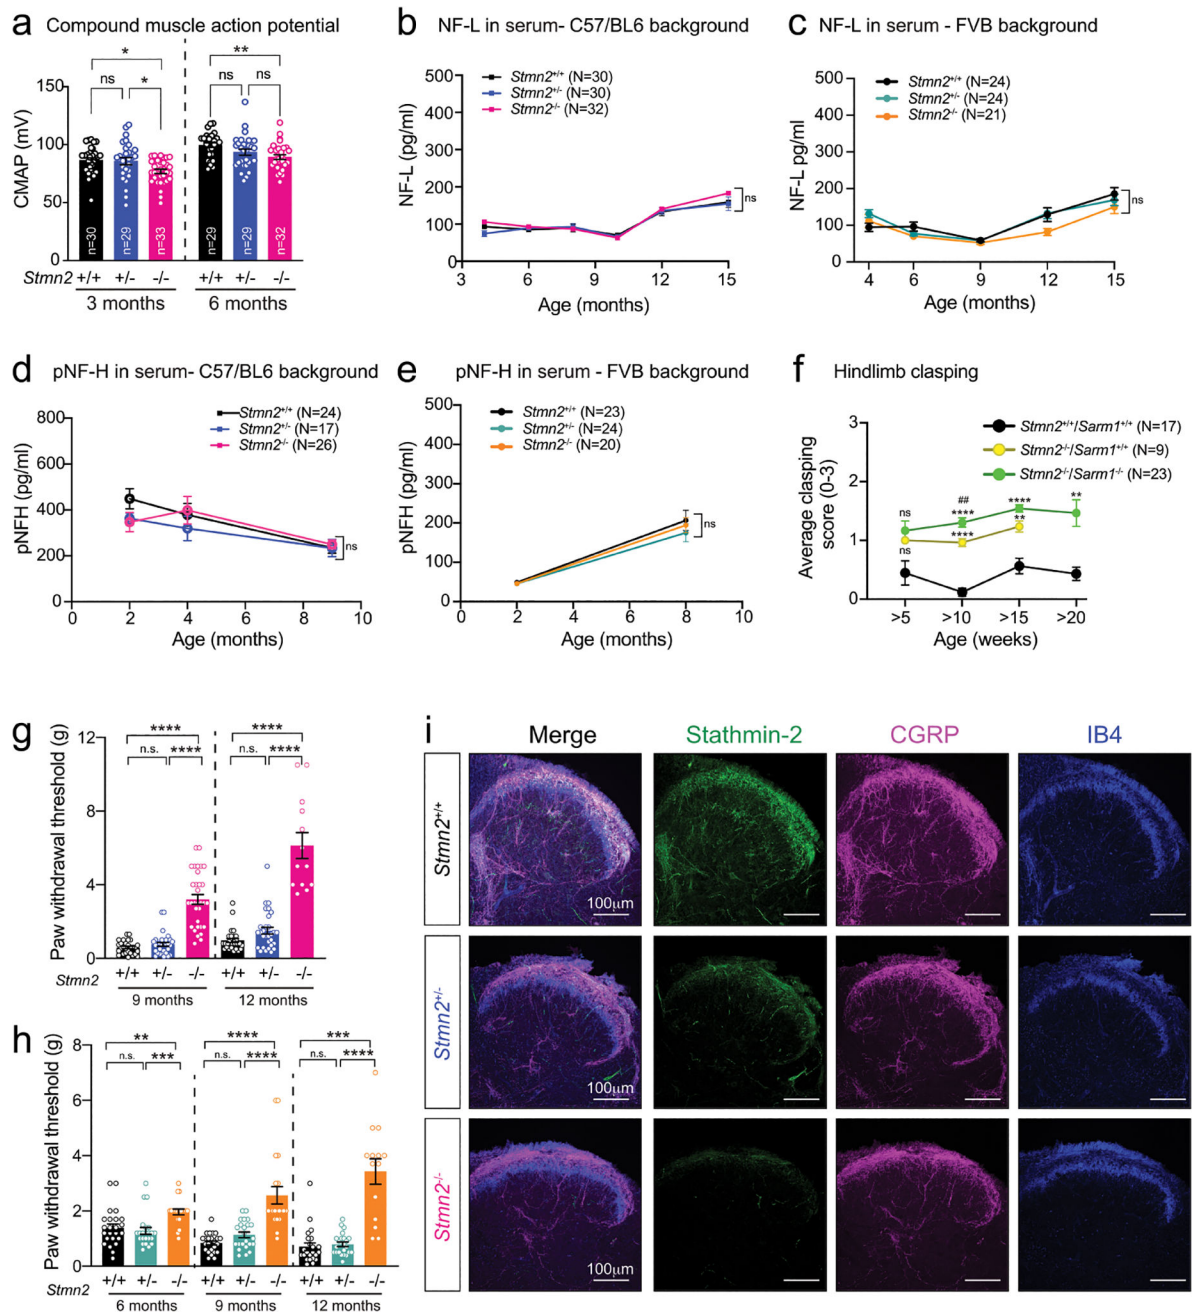 a Compound muscle action potential
* **
ns * ns ns
CMAP (mV)
150
100
50
0
n=30 n=29 n=33 n=29 n=29 n=32
Stmn2 +/+ +/- -/- +/+ +/- -/-
3 months 6 months
b NF-L in serum- C57/BL6 background
Stmn2+/+ (N=30)
Stmn2+/- (N=30)
Stmn2-/- (N=32)
NF-L (pg/ml)
500
400
300
200
100
0
ns
3 6 9 12 15
Age (months)
c NF-L in serum - FVB background
Stmn2+/+ (N=24)
Stmn2+/- (N=24)
Stmn2-/- (N=21)
NF-L pg/ml
500
400
300
200
100
0
ns
4 6 9 12 15
Age (months)
d pNF-H in serum- C57/BL6 background
Stmn2+/+ (N=24)
Stmn2+/- (N=17)
Stmn2-/- (N=26)
pNFH (pg/ml)
800
600
400
200
0
ns
0 2 4 6 8 10
Age (months)
e pNF-H in serum - FVB background
Stmn2+/+ (N=23)
Stmn2+/- (N=24)
Stmn2-/- (N=20)
pNFH (pg/ml)
500
400
300
200
100
0
ns
0 2 4 6 8 10
Age (months)
f Hindlimb clasping
Stmn2+/+/Sarm1+/+ (N=17)
Stmn2-/-/Sarm1+/+ (N=9)
Stmn2-/-/Sarm1-/- (N=23)
Average clasping
score (0-3)
3
2
1
0
##
ns **** **** **
ns **** **
>5 >10 >15 >20
Age (weeks)
g
Paw withdrawal threshold (g)
12
8
4
0
**** ****
n.s. **** n.s. ****
Stmn2 +/+ +/- -/- +/+ +/- -/-
9 months 12 months
h
Paw withdrawal threshold (g)
8
6
4
2
0
** **** ***
n.s. *** n.s. **** n.s. ****
Stmn2 +/+ +/- -/- +/+ +/- -/- +/+ +/- -/-
6 months 9 months 12 months
i
Merge Stathmin-2 CGRP IB4
Stmn2+/+
100µm
Stmn2+/-
100µm
Stmn2-/-
100µm